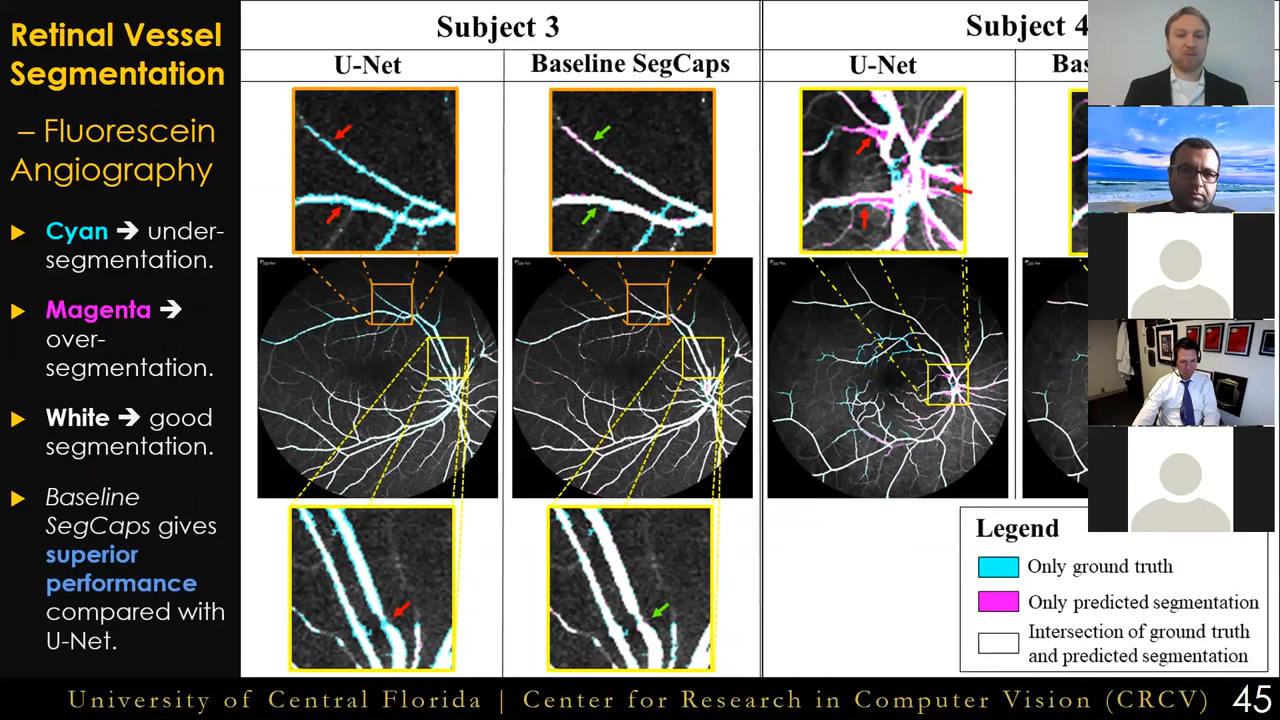 Retinal Vessel
Segmentation
– Fluorescein
Angiography
Cyan ➔ under-
segmentation.
Magenta ➔
over-
segmentation.
White ➔ good
segmentation.
Baseline
SegCaps gives
superior
performance
compared with
U-Net.
Subject 3
Subject 4
U-Net
Baseline SegCaps
U-Net
Bas
Legend
Only ground truth
Only predicted segmentation
Intersection of ground truth
and predicted segmentation
University of Central Florida | Center for Research in Computer Vision (CRCV)
45